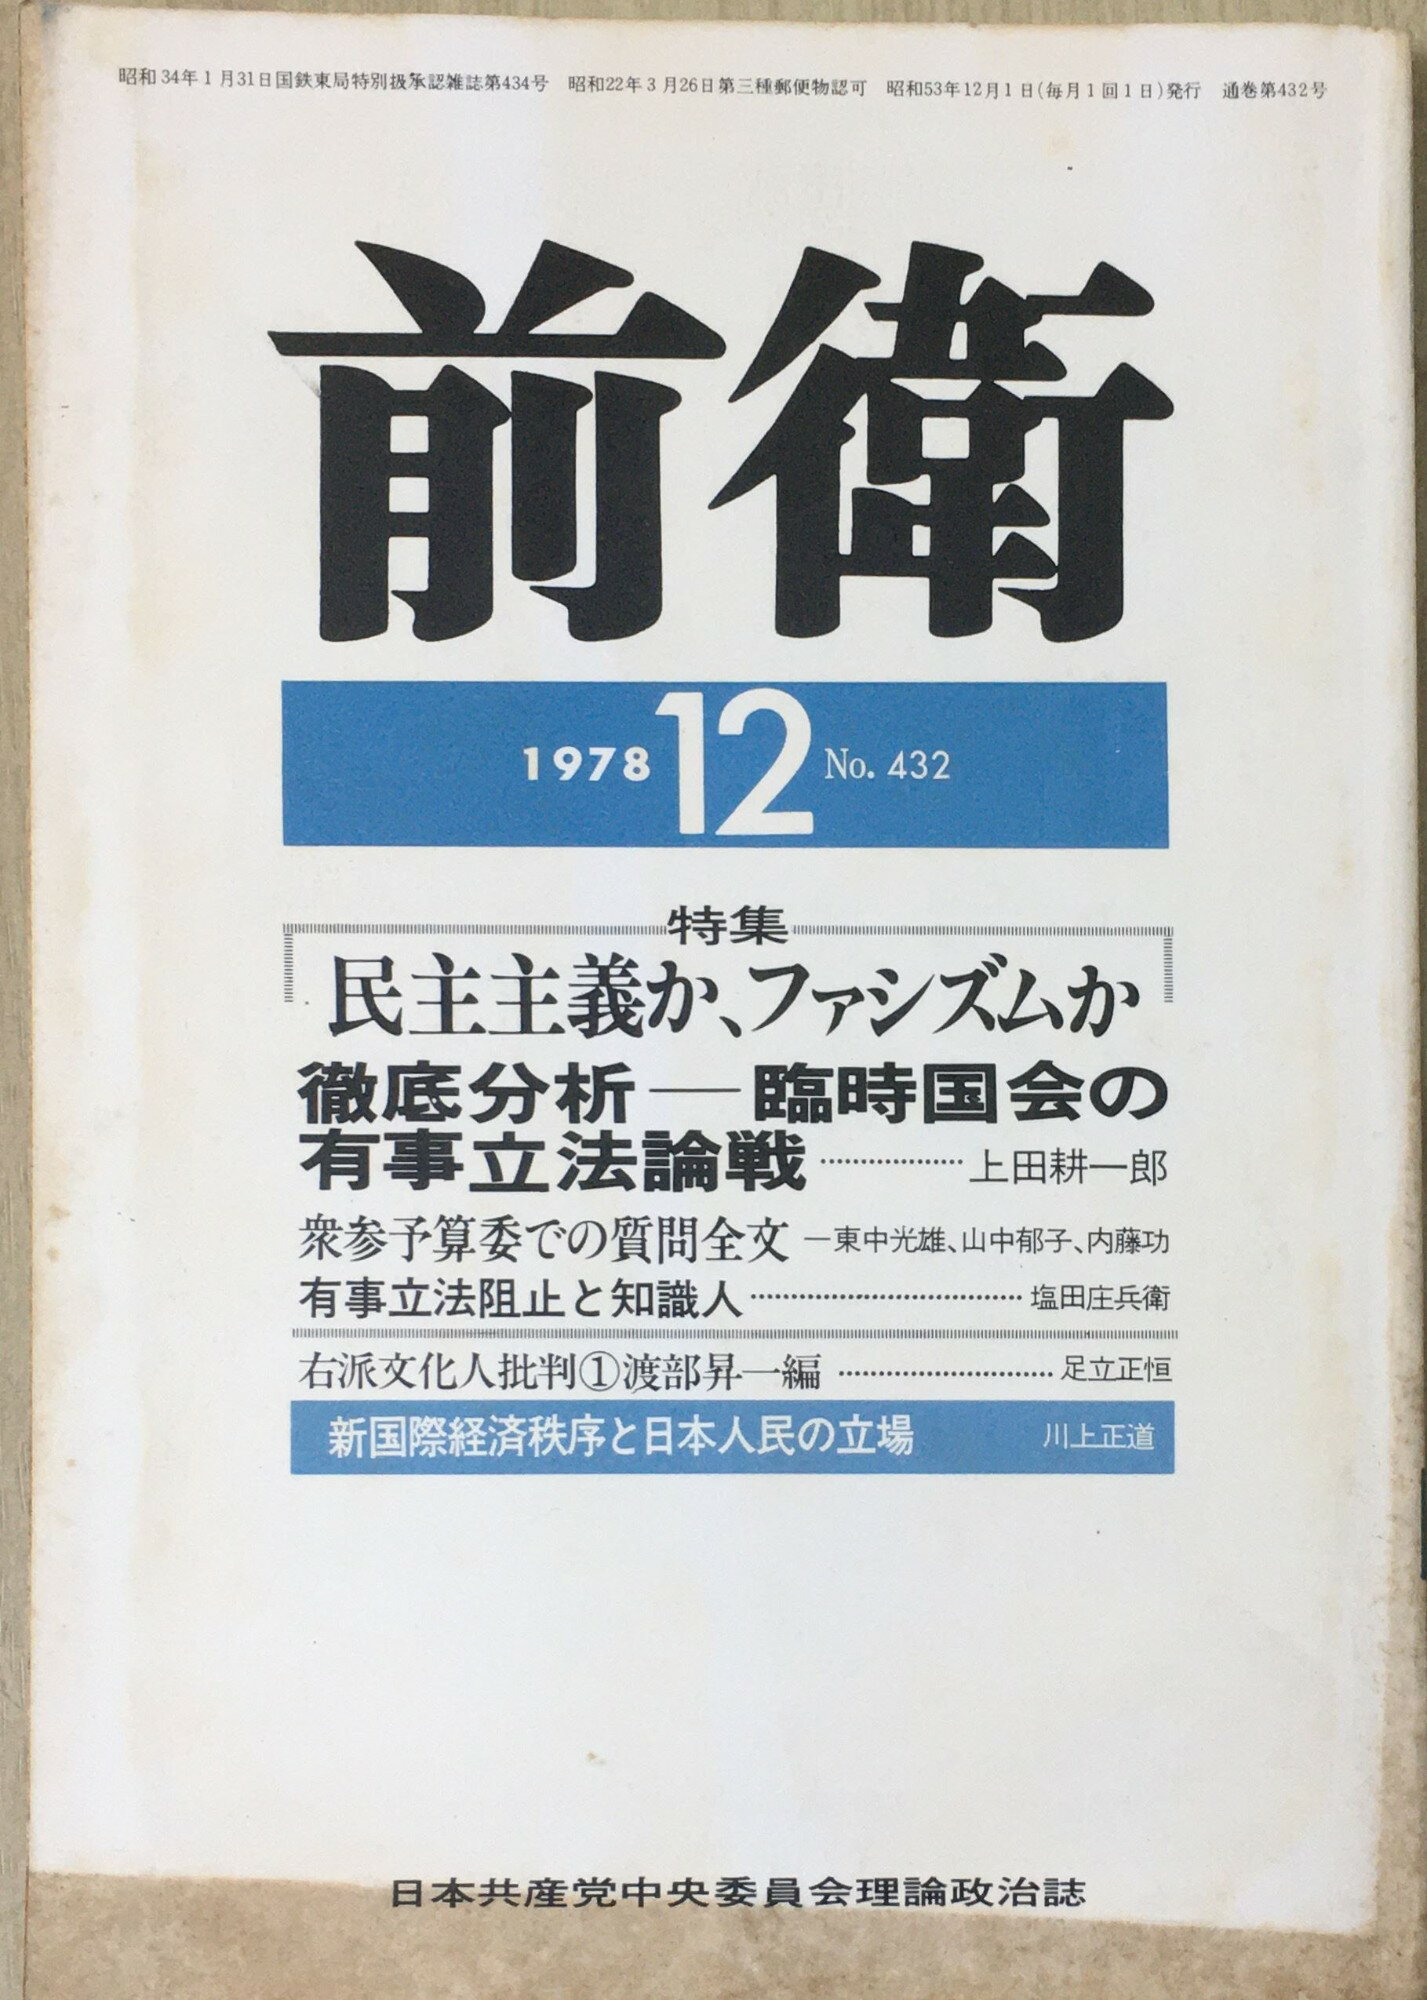 昭和34年1月31日国鉄東局特別扱承認雑誌第434号　昭和22年3月26日第三種郵便物認可　昭和53年12月1日(毎月1回1日)発行　通巻第432号
前衛
1978 12 No. 432
特集
民主主義か、ファシズムか
徹底分析―臨時国会の
有事立法論戦………………上田耕一郎
衆参予算委での質問全文―東中光雄、山中郁子、内藤功
有事立法阻止と知識人………………………………塩田庄兵衛
右派文化人批判①渡部昇一編………………………足立正恒
新国際経済秩序と日本人民の立場　川上正道
日本共産党中央委員会理論政治誌